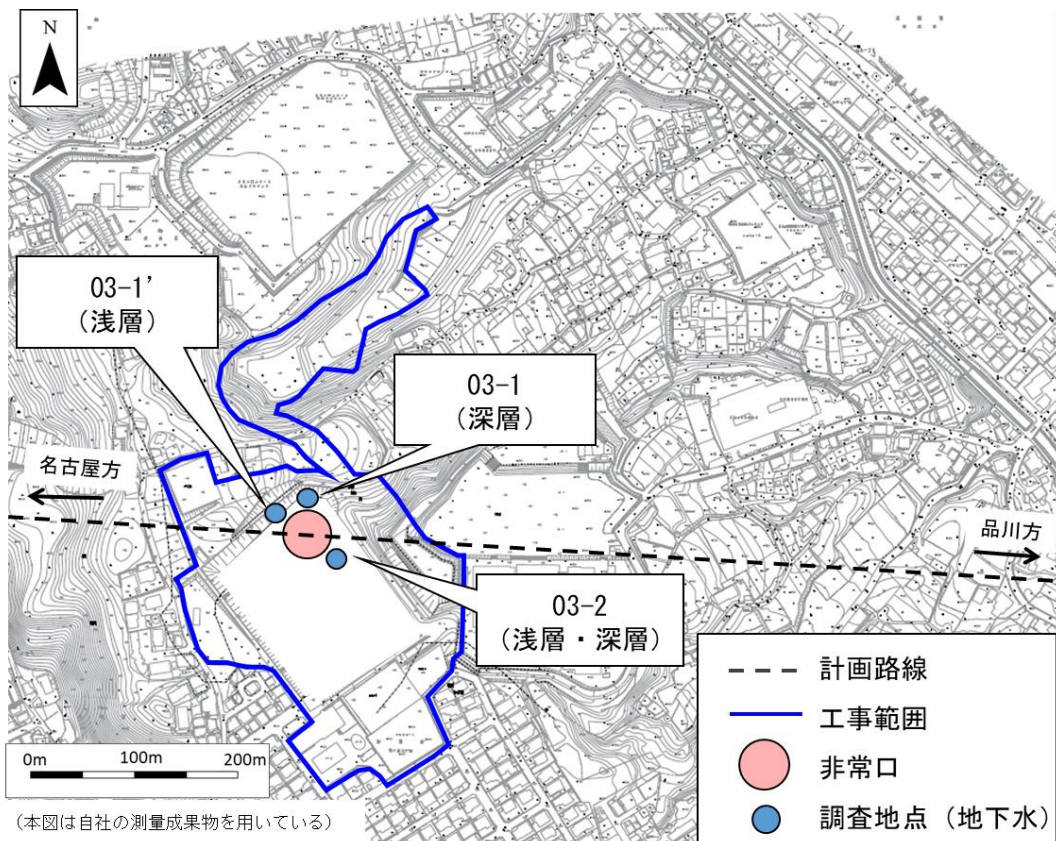 N
03-1’
（浅層）
03-1
（深層）
名古屋方
品川方
03-2
（浅層・深層）
計画路線
工事範囲
非常口
調査地点（地下水）
0m 100m 200m
（本図は自社の測量成果物を用いている）